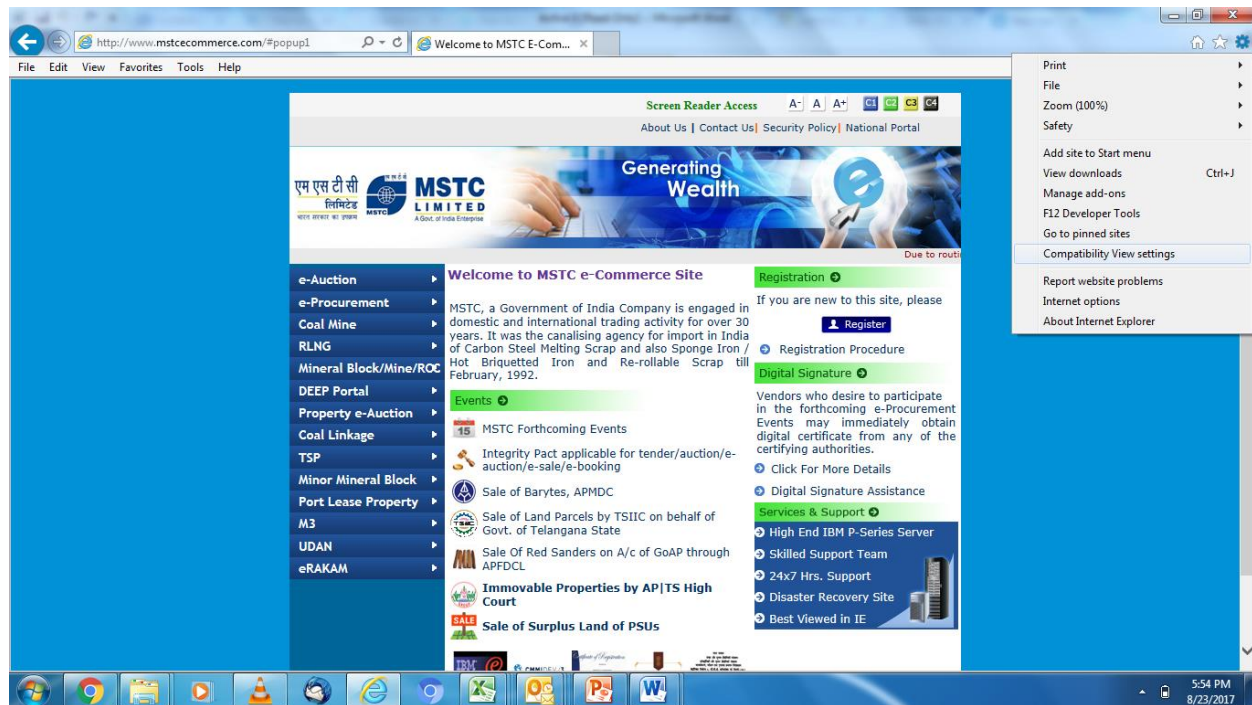 http://www.mstcecommerce.com/#popup1
Welcome to MSTC E-Com...
File Edit View Favorites Tools Help
Print
File
Zoom (100%)
Safety
Add site to Start menu
View downloads Ctrl+J
Manage add-ons
F12 Developer Tools
Go to pinned sites
Compatibility View settings
Report website problems
Internet options
About Internet Explorer
Screen Reader Access A- A A+ C1 C2 C3 C4
About Us | Contact Us| Security Policy| National Portal
एम एस टी सी
लिमिटेड
भारत सरकार का उपक्रम
MSTC
MSTC
LIMITED
A Govt. of India Enterprise
Generating
Wealth
e
Due to routi
e-Auction
e-Procurement
Coal Mine
RLNG
Mineral Block/Mine/ROC
DEEP Portal
Property e-Auction
Coal Linkage
TSP
Minor Mineral Block
Port Lease Property
M3
UDAN
eRAKAM
Welcome to MSTC e-Commerce Site
MSTC, a Government of India Company is engaged in
domestic and international trading activity for over 30
years. It was the canalising agency for import in India
of Carbon Steel Melting Scrap and also Sponge Iron /
Hot Briquetted Iron and Re-rollable Scrap till
February, 1992.
Events
15 MSTC Forthcoming Events
Integrity Pact applicable for tender/auction/e-
auction/e-sale/e-booking
Sale of Barytes, APMDC
Sale of Land Parcels by TSIIC on behalf of
Govt. of Telangana State
Sale Of Red Sanders on A/c of GoAP through
APFDCL
Immovable Properties by AP|TS High
Court
SALE
Sale of Surplus Land of PSUs
IBM
Registration
If you are new to this site, please
Register
Registration Procedure
Digital Signature
Vendors who desire to participate
in the forthcoming e-Procurement
Events may immediately obtain
digital certificate from any of the
certifying authorities.
Click For More Details
Digital Signature Assistance
Services & Support
High End IBM P-Series Server
Skilled Support Team
24x7 Hrs. Support
Disaster Recovery Site
Best Viewed in IE
5:54 PM
8/23/2017